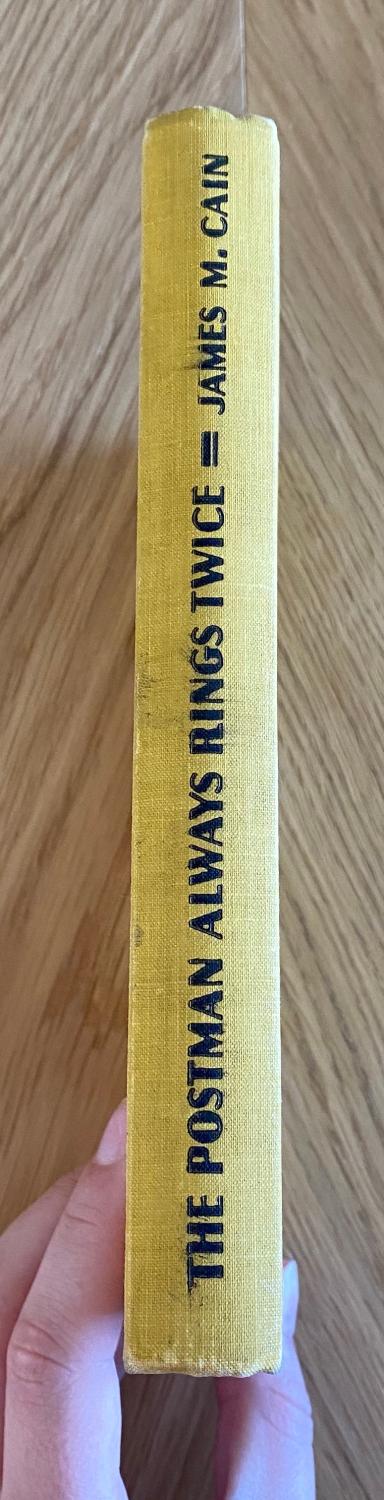 THE POSTMAN ALWAYS RINGS TWICE = JAMES M. CAIN